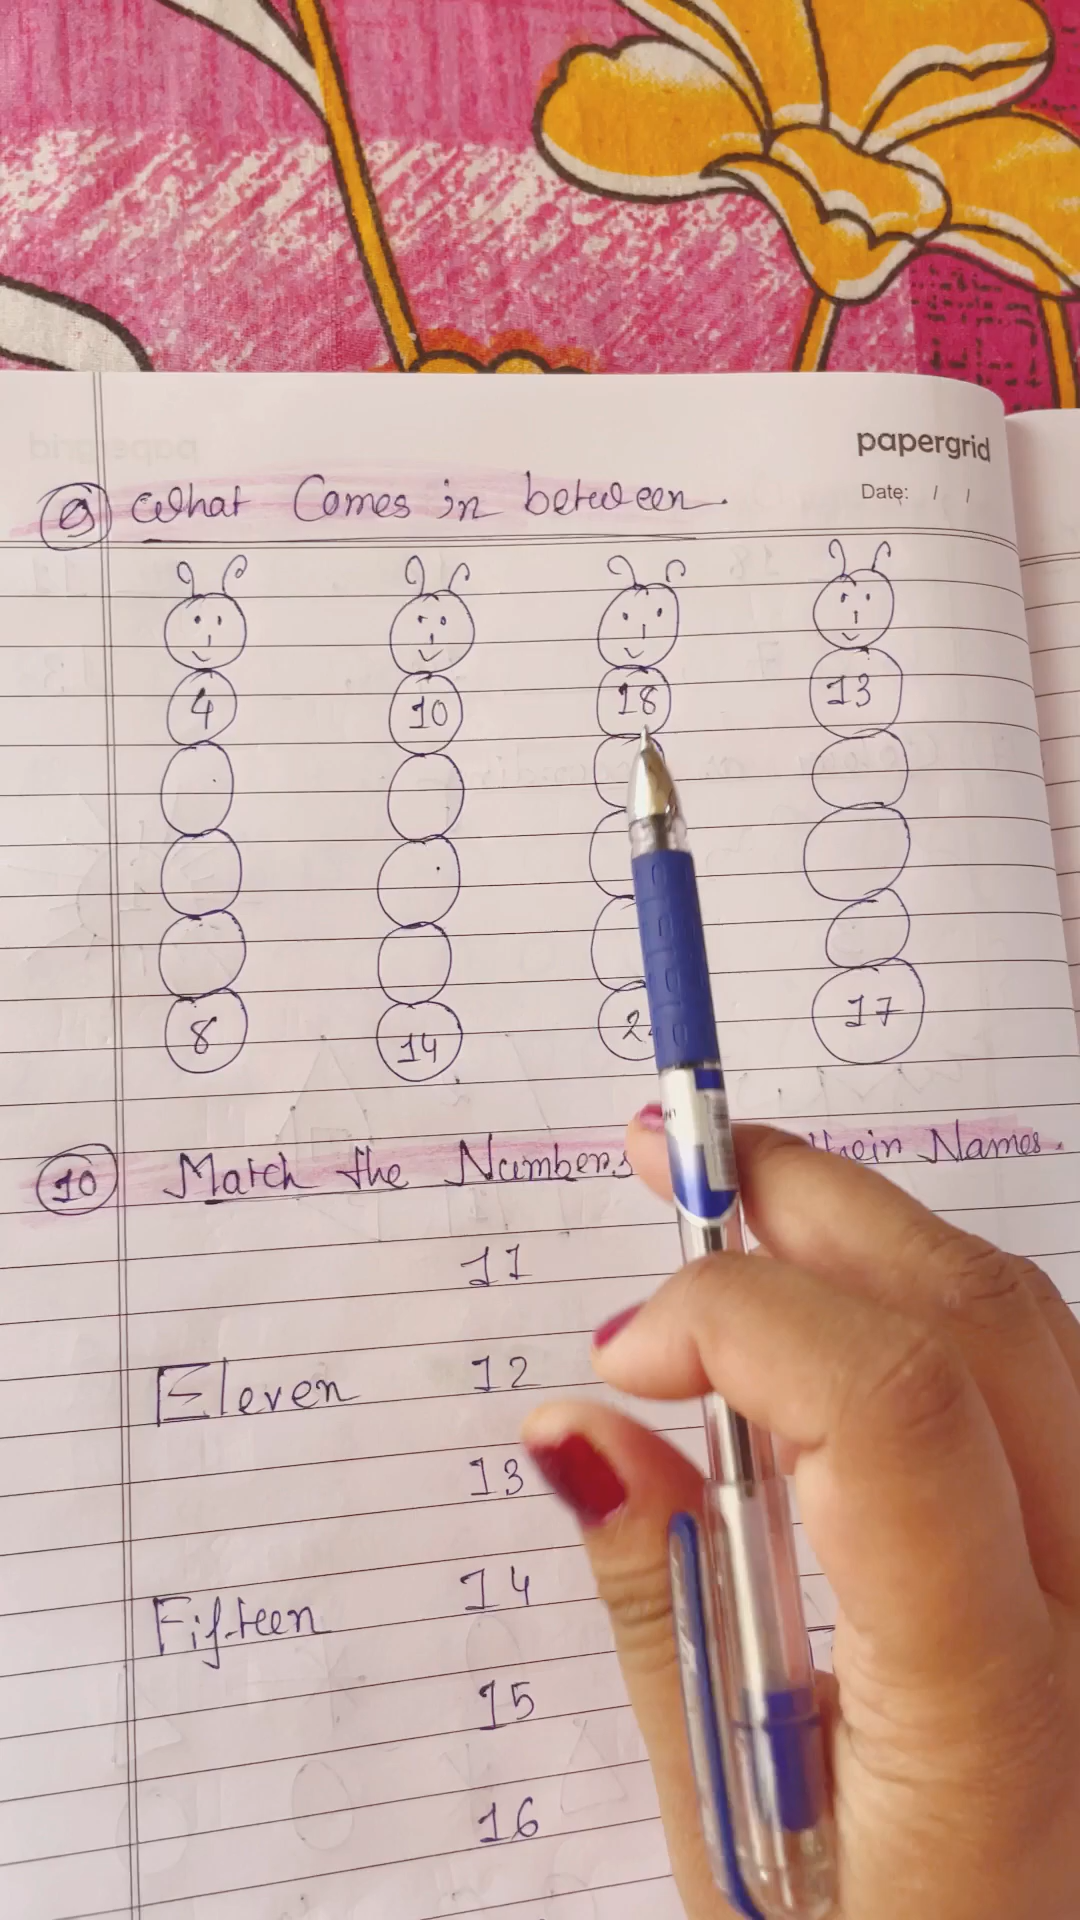 papergrid
Date: / /
9 What Comes in between.
4 10 18 13
8 14 17
10 Match the Numbers their Names.
11
Eleven 12
13
Fifteen 14
15
16